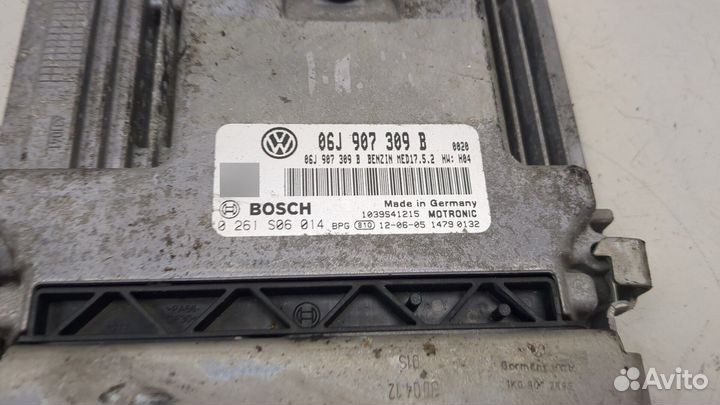 06J 907 309 B 0020
06J 907 309 B BENZIN MED17.5.2 HW: H04
Made in Germany
BOSCH 1039S41215 MOTRONIC
0 261 S06 014 BPG 810 12-06-05 1479 0132
Avito